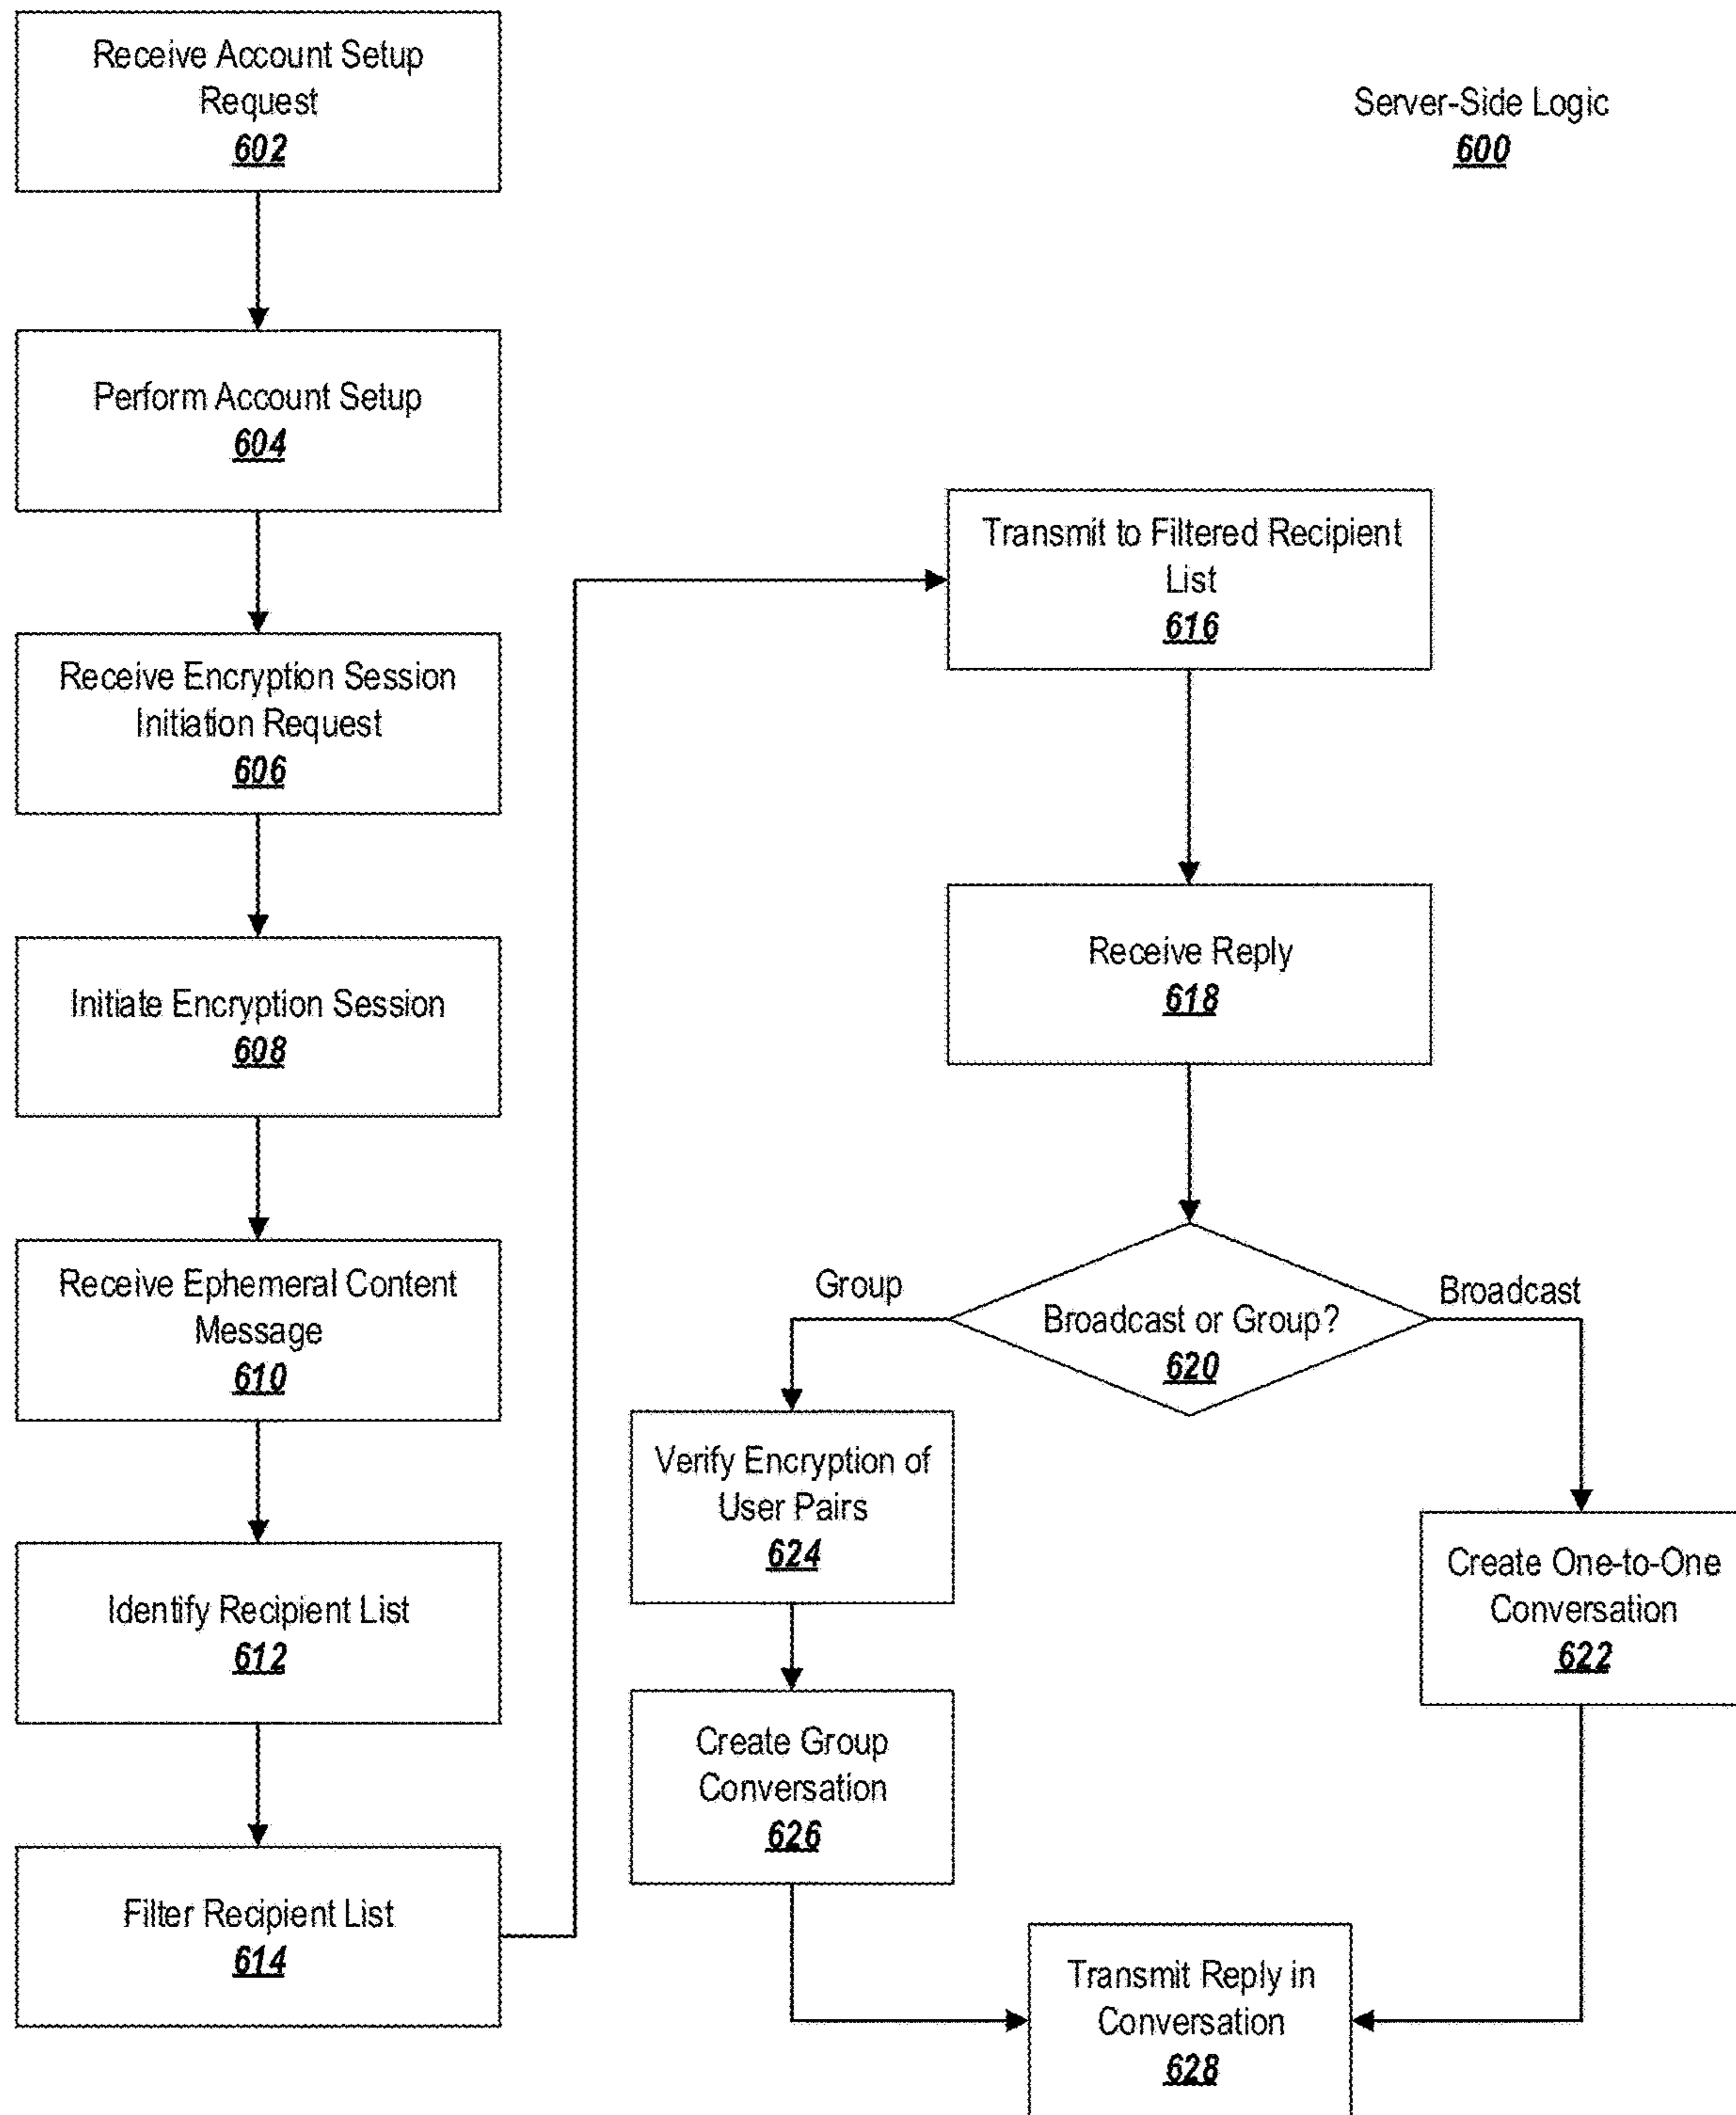 Receive Account Setup
Request
602
Server-Side Logic
600
Perform Account Setup
604
Receive Encryption Session
Initiation Request
606
Initiate Encryption Session
608
Receive Ephemeral Content
Message
610
Identify Recipient List
612
Filter Recipient List
614
Transmit to Filtered Recipient
List
616
Receive Reply
618
Broadcast or Group?
620
Group
Broadcast
Verify Encryption of
User Pairs
624
Create Group
Conversation
626
Create One-to-One
Conversation
622
Transmit Reply in
Conversation
628